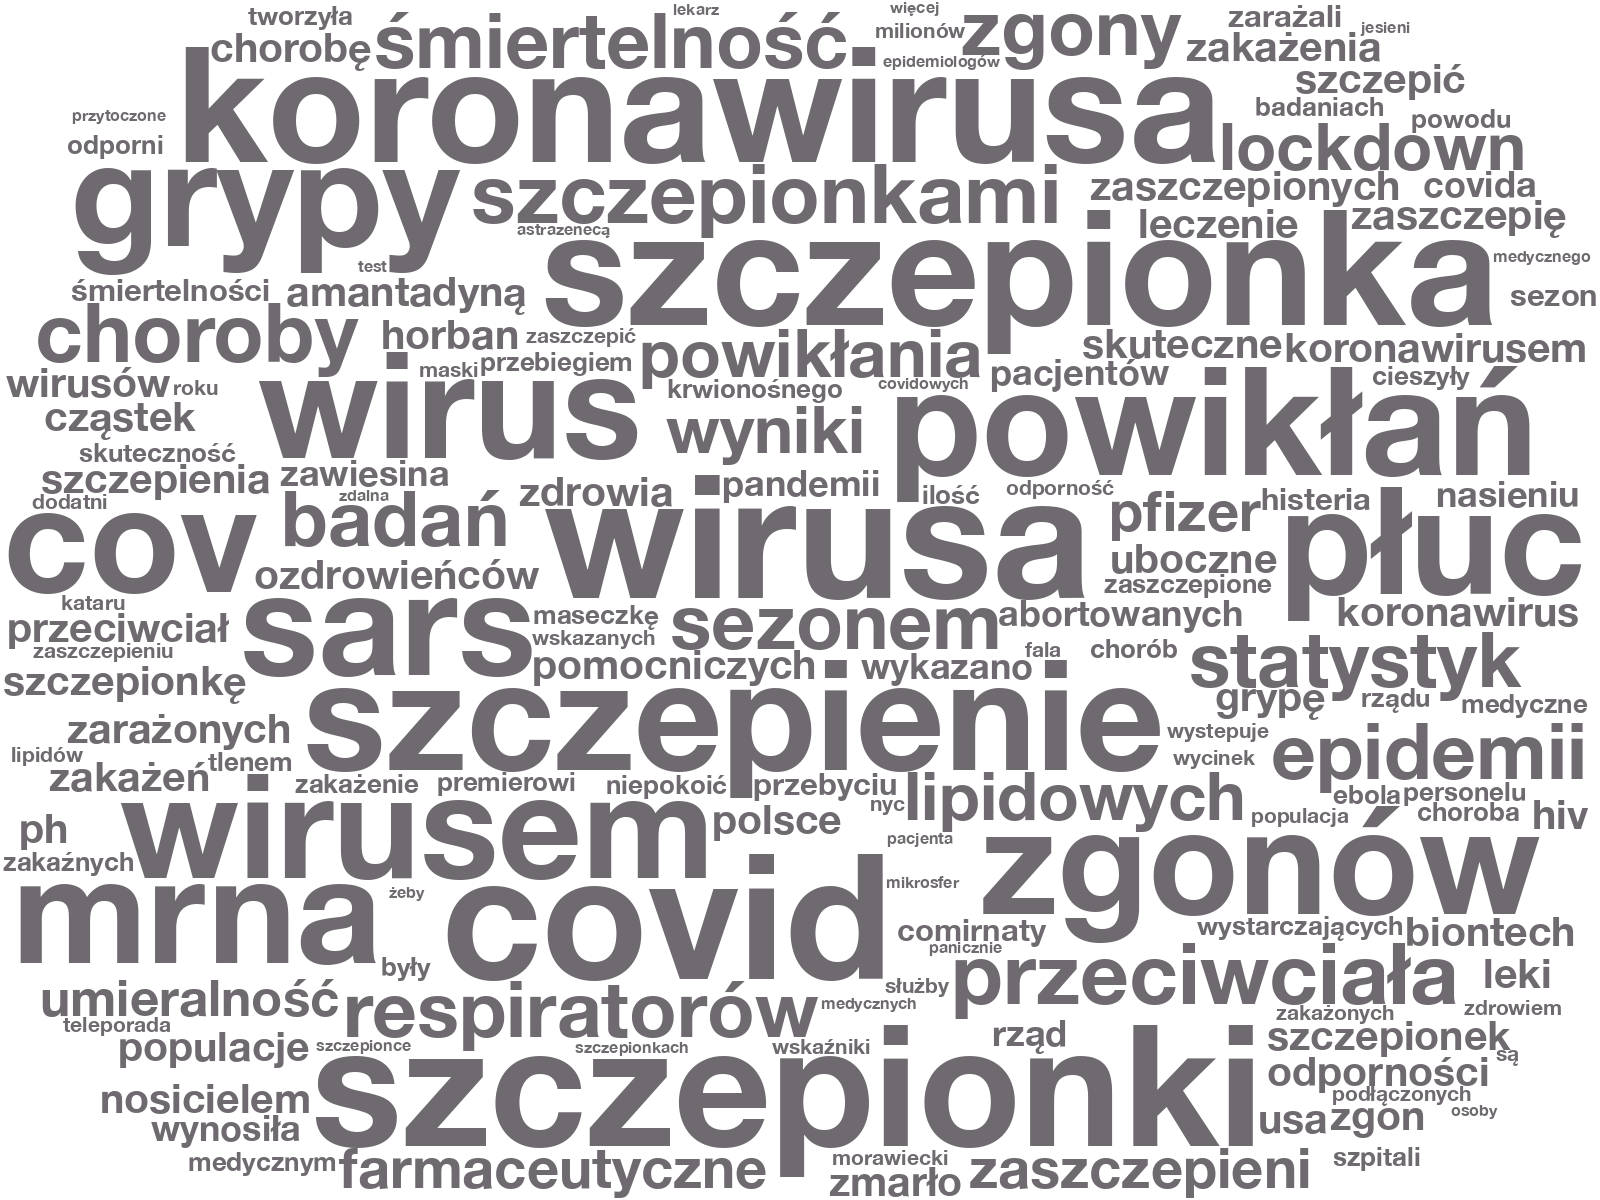 tworzyła
lekarz
więcej
zarażali
jesieni
chorobę
śmiertelność
milionów
zgony
zakażenia
epidemiologów
szczepić
koronawirusa
badaniach
powodu
przytoczone
odporni
lockdown
grypy
szczepionkami
zaszczepionych
covida
astrazenecą
leczenie
zaszczepię
test
szczepionka
medycznego
śmiertelności
amantadyną
sezon
choroby
horban
zaszczepić
powikłania
skuteczne
koronawirusem
maski
przebiegiem
wirusów
roku
wirus
krwionośnego
covidowych
pacjentów
cieszyły
cząstek
wyniki
powikłań
skuteczność
szczepienia
zawiesina
zdalna
zdrowia
pandemii
ilość
odporność
histeria
nasieniu
dodatni
cov
badań
wirusa
pfizer
płuc
ozdrowieńców
uboczne
zaszczepione
kataru
przeciwciał
sars
maseczkę
sezonem
abortowanych
koronawirus
zaszczepieniu
wskazanych
fala
chorób
statystyk
szczepionkę
pomocniczych
wykazano
grypę
rządu
medyczne
zarażonych
szczepienie
wystepuje
lipidów
tlenem
wycinek
epidemii
zakażeń
zakażenie
premierowi
niepokoić
przebyciu
lipidowych
ebola
personelu
ph
wirusem
polsce
nyc
populacja
choroba
hiv
zakaźnych
pacjenta
zgonów
mrna
żeby
covid
mikrosfer
comirnaty
wystarczających
biontech
były
panicznie
przeciwciała
leki
umieralność
respiratorów
służby
medycznych
zakażonych
zdrowiem
teleporada
rząd
populacje
szczepionce
szczepionkach
wskaźniki
szczepionek
są
szczepionki
odporności
nosicielem
podłączonych
wynosiła
usa
zgon
osoby
medycznym
farmaceutyczne
morawiecki
zmarło
zaszczepieni
szpitali